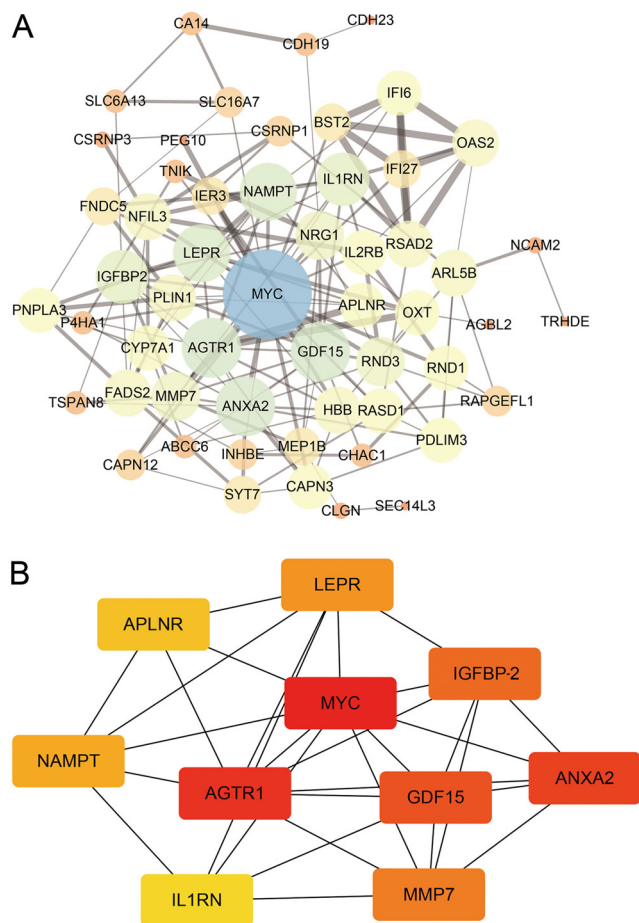 A
CDH23
CA14
CDH19
IFI6
SLC6A13
SLC16A7
BST2
OAS2
CSRNP3
PEG10
CSRNP1
IFI27
TNIK
NAMPT
IL1RN
FNDC5
IER3
NFIL3
NRG1
RSAD2
NCAM2
LEPR
IL2RB
IGFBP2
ARL5B
MYC
PLIN1
APLNR
PNPLA3
OXT
P4HA1
AGBL2
TRHDE
CYP7A1
AGTR1
GDF15
RND3
RND1
FADS2
MMP7
TSPAN8
ANXA2
HBB
RASD1
RAPGEFL1
ABCC6
INHBE
MEP1B
CHAC1
PDLIM3
CAPN12
SYT7
CAPN3
CLGN
SEC14L3
B
LEPR
APLNR
IGFBP-2
MYC
NAMPT
AGTR1
GDF15
ANXA2
IL1RN
MMP7